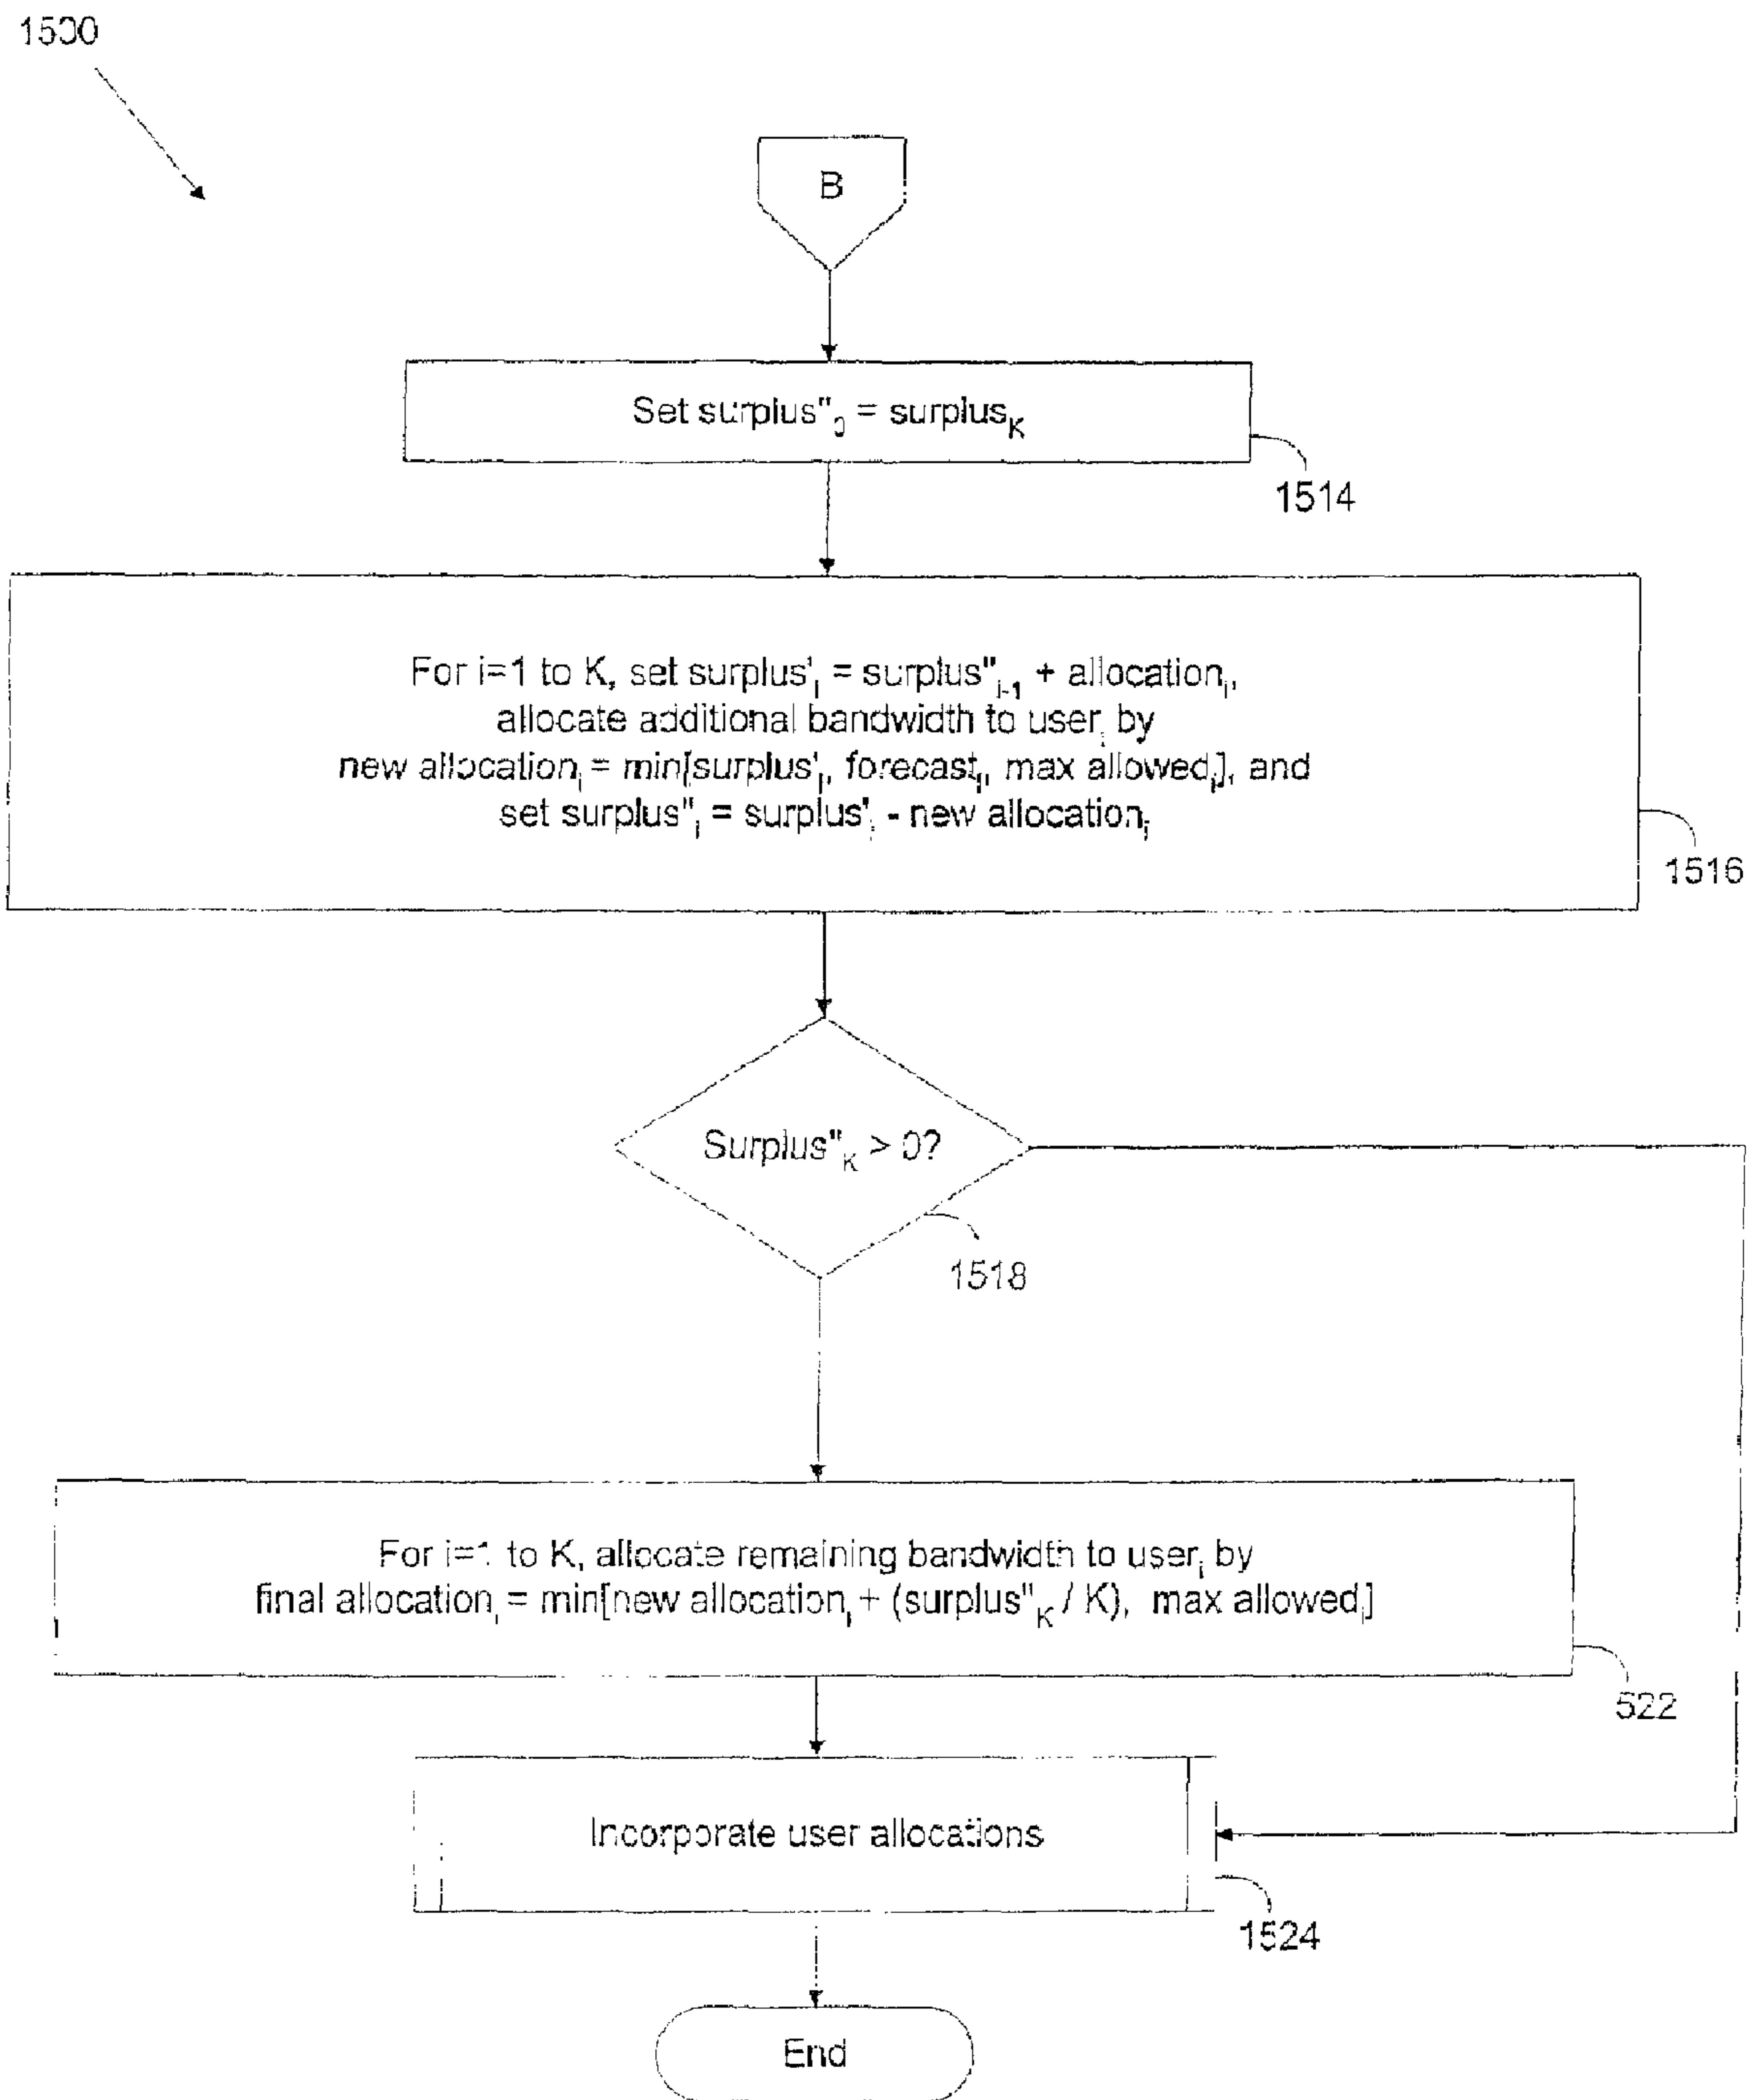 1500
B
Set surplus"₀ = surplus_K
1514
For i=1 to K, set surplus'ᵢ = surplus"ᵢ₋₁ + allocationᵢ,
allocate additional bandwidth to userᵢ by
new allocationᵢ = min[surplus'ᵢ, forecastᵢ, max allowedᵢ], and
set surplus"ᵢ = surplus'ᵢ - new allocationᵢ
1516
Surplus"_K > 0?
1518
For i=1 to K, allocate remaining bandwidth to userᵢ by
final allocationᵢ = min[new allocationᵢ + (surplus"_K / K), max allowedᵢ]
522
Incorporate user allocations
1524
End